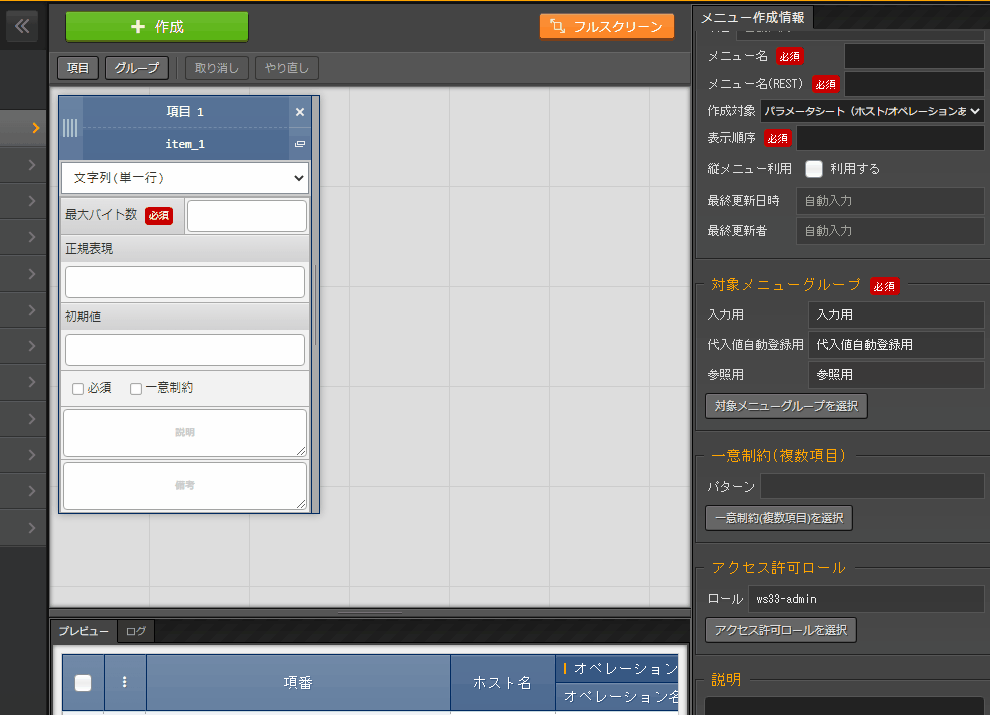 作成
フルスクリーン
項目
グループ
取り消し
やり直し
項目 1
item_1
文字列(単一行)
最大バイト数 必須
正規表現
初期値
必須
一意制約
説明
備考
プレビュー
ログ
項番
ホスト名
オペレーション
オペレーション名
メニュー作成情報
メニュー名 必須
メニュー名(REST) 必須
作成対象 パラメータシート (ホスト/オペレーションあ
表示順序 必須
縦メニュー利用 利用する
最終更新日時 自動入力
最終更新者 自動入力
対象メニューグループ 必須
入力用 入力用
代入値自動登録用 代入値自動登録用
参照用 参照用
対象メニューグループを選択
一意制約(複数項目)
パターン
一意制約(複数項目)を選択
アクセス許可ロール
ロール ws33-admin
アクセス許可ロールを選択
説明